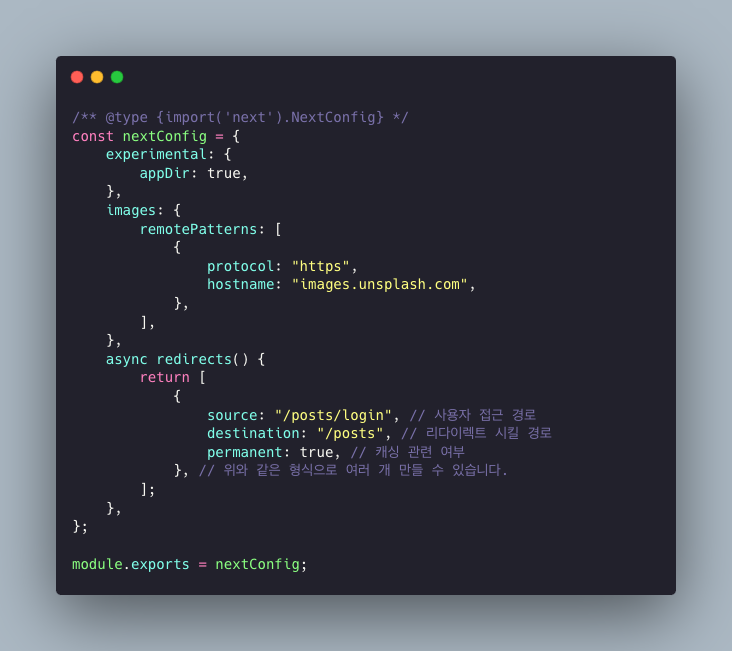 /** @type {import('next').NextConfig} */
const nextConfig = {
    experimental: {
        appDir: true,
    },
    images: {
        remotePatterns: [
            {
                protocol: "https",
                hostname: "images.unsplash.com",
            },
        ],
    },
    async redirects() {
        return [
            {
                source: "/posts/login", // 사용자 접근 경로
                destination: "/posts", // 리다이렉트 시킬 경로
                permanent: true, // 캐싱 관련 여부
            }, // 위와 같은 형식으로 여러 개 만들 수 있습니다.
        ];
    },
};

module.exports = nextConfig;